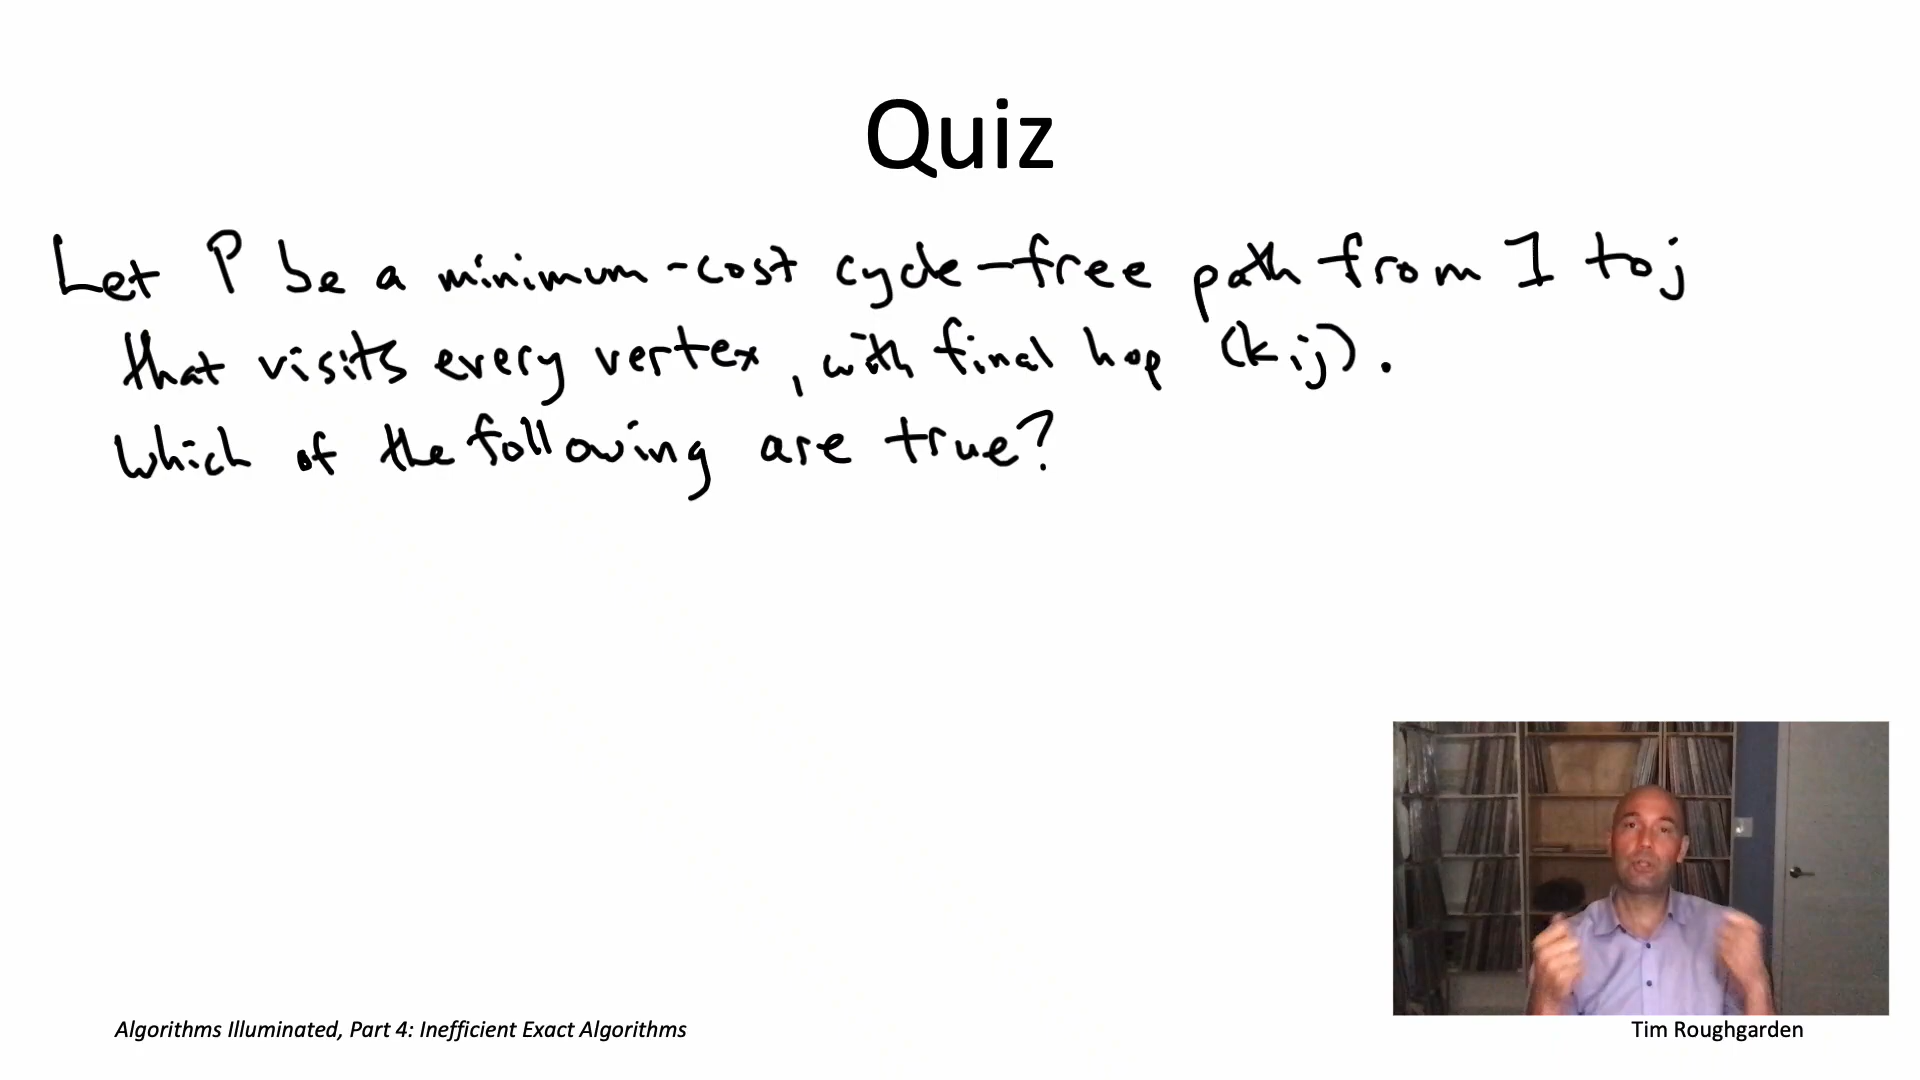 Quiz
Let P be a minimum-cost cycle-free path from 1 to j
that visits every vertex, with final hop (k,j).
Which of the following are true?
Algorithms Illuminated, Part 4: Inefficient Exact Algorithms
Tim Roughgarden